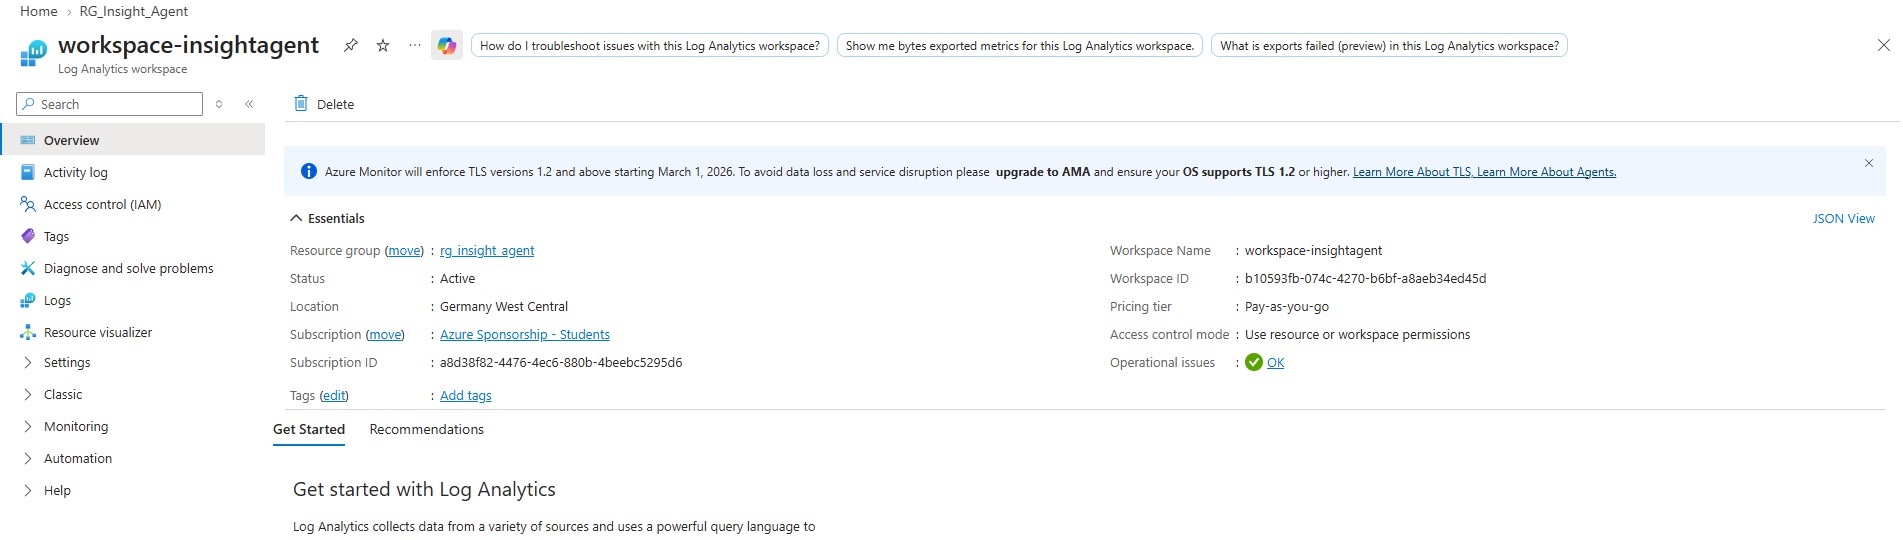 Home > RG_Insight_Agent
workspace-insightagent
How do I troubleshoot issues with this Log Analytics workspace?
Show me bytes exported metrics for this Log Analytics workspace.
What is exports failed (preview) in this Log Analytics workspace?
Log Analytics workspace
Search
Overview
Activity log
Access control (IAM)
Tags
Diagnose and solve problems
Logs
Resource visualizer
Settings
Classic
Monitoring
Automation
Help
Delete
Azure Monitor will enforce TLS versions 1.2 and above starting March 1, 2026. To avoid data loss and service disruption please upgrade to AMA and ensure your OS supports TLS 1.2 or higher. Learn More About TLS, Learn More About Agents.
Essentials
JSON View
Resource group (move) : rg_insight_agent
Status : Active
Location : Germany West Central
Subscription (move) : Azure Sponsorship - Students
Subscription ID : a8d38f82-4476-4ec6-880b-4beebc5295d6
Tags (edit) : Add tags
Workspace Name : workspace-insightagent
Workspace ID : b10593fb-074c-4270-b6bf-a8aeb34ed45d
Pricing tier : Pay-as-you-go
Access control mode : Use resource or workspace permissions
Operational issues : OK
Get Started
Recommendations
Get started with Log Analytics
Log Analytics collects data from a variety of sources and uses a powerful query language to